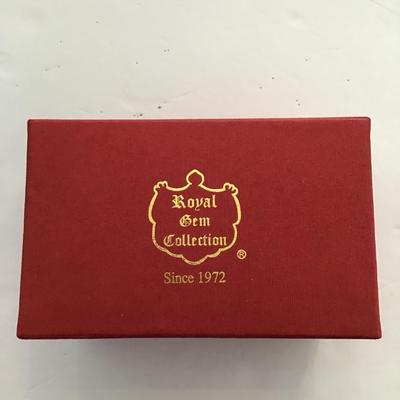 Royal
Gem
Collection
®
Since 1972